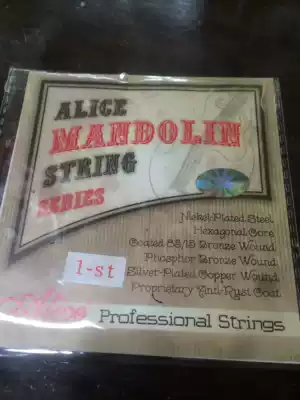 ALICE
MANDOLIN
STRING
SERIES
Nickel-Plated Steel
Hexagonal Core
Coated 85/15 Bronze Wound
Phosphor Bronze Wound
Silver-Plated Copper Wound
Proprietary Anti-Rust Coat
1-st
Professional Strings